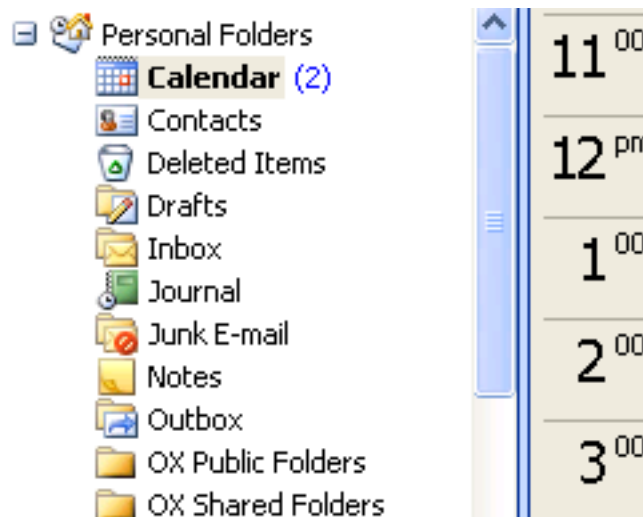 Personal Folders
Calendar (2)
Contacts
Deleted Items
Drafts
Inbox
Journal
Junk E-mail
Notes
Outbox
OX Public Folders
OX Shared Folders
11 00
12 pm
1 00
2 00
3 00